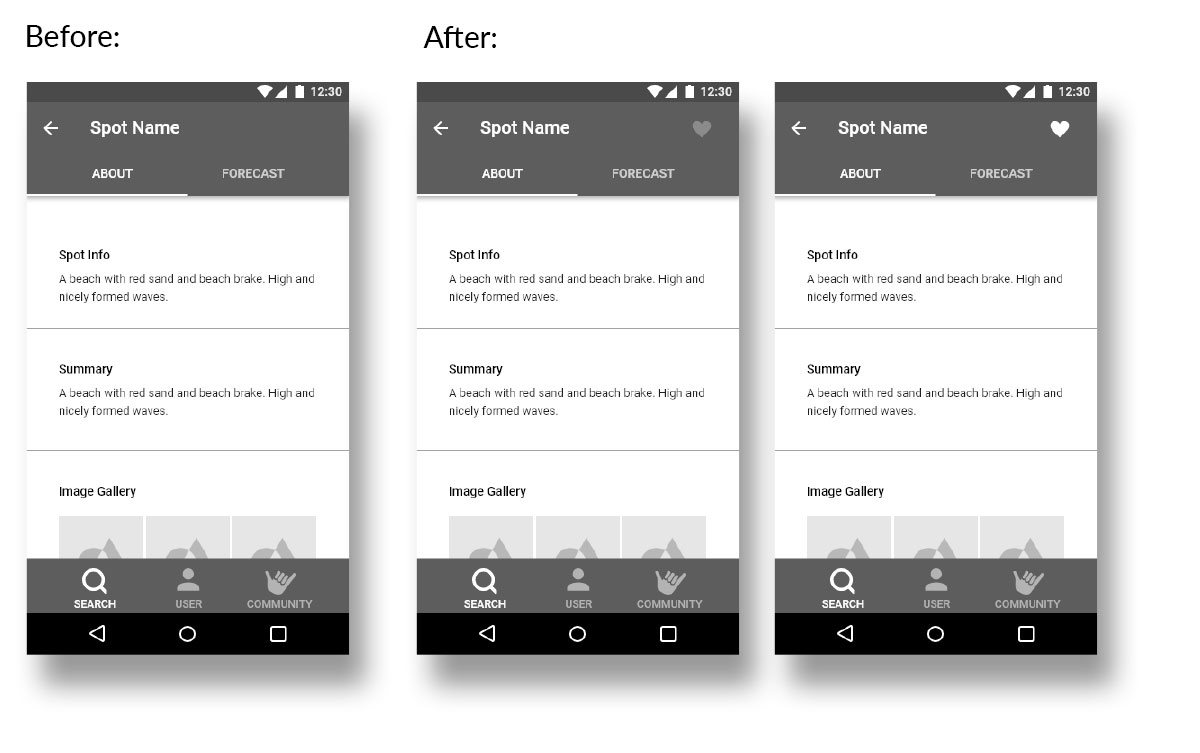 Before:
After:
12:30
Spot Name
ABOUT FORECAST
Spot Info
A beach with red sand and beach brake. High and
nicely formed waves.
Summary
A beach with red sand and beach brake. High and
nicely formed waves.
Image Gallery
SEARCH USER COMMUNITY
12:30
Spot Name
ABOUT FORECAST
Spot Info
A beach with red sand and beach brake. High and
nicely formed waves.
Summary
A beach with red sand and beach brake. High and
nicely formed waves.
Image Gallery
SEARCH USER COMMUNITY
12:30
Spot Name
ABOUT FORECAST
Spot Info
A beach with red sand and beach brake. High and
nicely formed waves.
Summary
A beach with red sand and beach brake. High and
nicely formed waves.
Image Gallery
SEARCH USER COMMUNITY